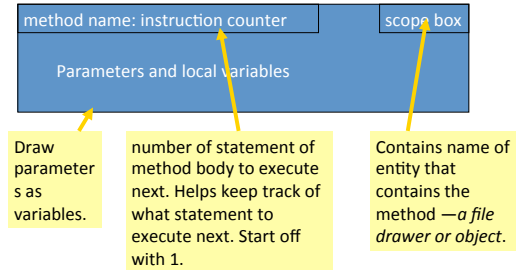 method name: instruction counter
scope box
Parameters and local variables
Draw
parameter
s as
variables.
number of statement of
method body to execute
next. Helps keep track of
what statement to
execute next. Start off
with 1.
Contains name of
entity that
contains the
method —a file
drawer or object.